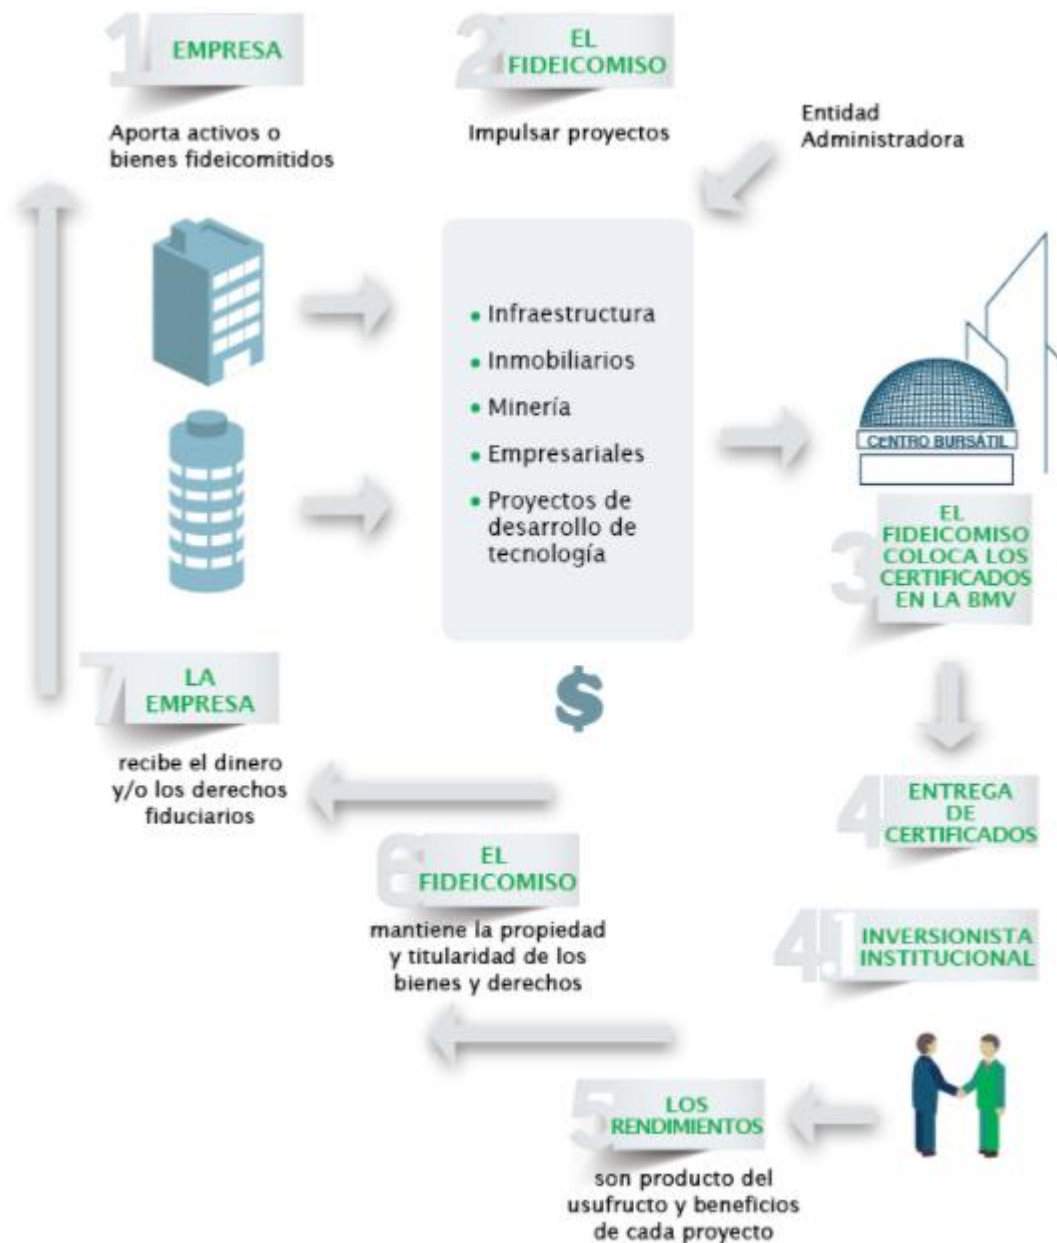 1
EMPRESA
Aporta activos o
bienes fideicomitidos
2
EL
FIDEICOMISO
Impulsar proyectos
Entidad
Administradora
• Infraestructura
• Inmobiliarios
• Minería
• Empresariales
• Proyectos de
desarrollo de
tecnología
CENTRO BURSÁTIL
3
EL
FIDEICOMISO
COLOCA LOS
CERTIFICADOS
EN LA BMV
$
4
ENTREGA
DE
CERTIFICADOS
4.1
INVERSIONISTA
INSTITUCIONAL
5
LOS
RENDIMIENTOS
son producto del
usufructo y beneficios
de cada proyecto
6
EL
FIDEICOMISO
mantiene la propiedad
y titularidad de los
bienes y derechos
7
LA
EMPRESA
recibe el dinero
y/o los derechos
fiduciarios